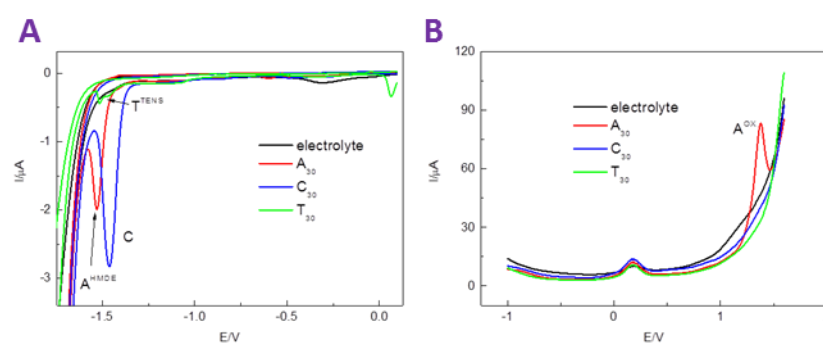 A B
0
-1
-2
-3
I/μA
T^TENS
electrolyte
A₃₀
C₃₀
T₃₀
C
A^HMDE
-1.5 -1.0 -0.5 0.0
E/V
120
90
60
30
0
I/μA
electrolyte
A₃₀
C₃₀
T₃₀
A^OX
-1 0 1
E/V